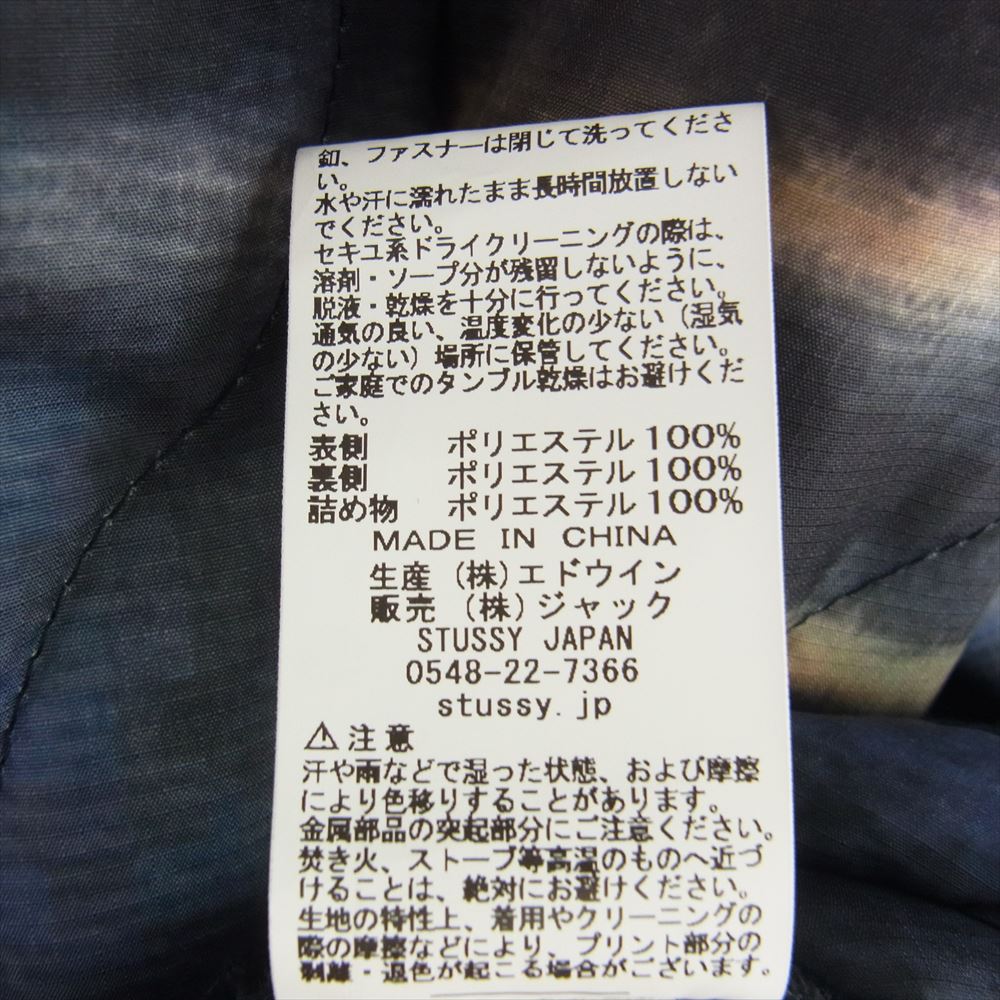 釦、ファスナーは閉じて洗ってくださ
い。
水や汗に濡れたまま長時間放置しない
でください。
セキユ系ドライクリーニングの際は、
溶剤・ソープ分が残留しないように、
脱液・乾燥を十分に行ってください。
通気の良い、温度変化の少ない（湿気
の少ない）場所に保管してください。
ご家庭でのタンブル乾燥はお避けくだ
さい。
表側 ポリエステル100%
裏側 ポリエステル100%
詰め物 ポリエステル100%
MADE IN CHINA
生産 (株)エドウイン
販売 (株)ジャック
STUSSY JAPAN
0548-22-7366
stussy.jp
⚠注意
汗や雨などで湿った状態、および摩擦
により色移りすることがあります。
金属部品の突起部分にご注意ください。
焚き火、ストーブ等高温のものへ近づ
けることは、絶対にお避けください。
生地の特性上、着用やクリーニングの
際の摩擦などにより、プリント部分の
剥離・退色が起こる場合がございます。